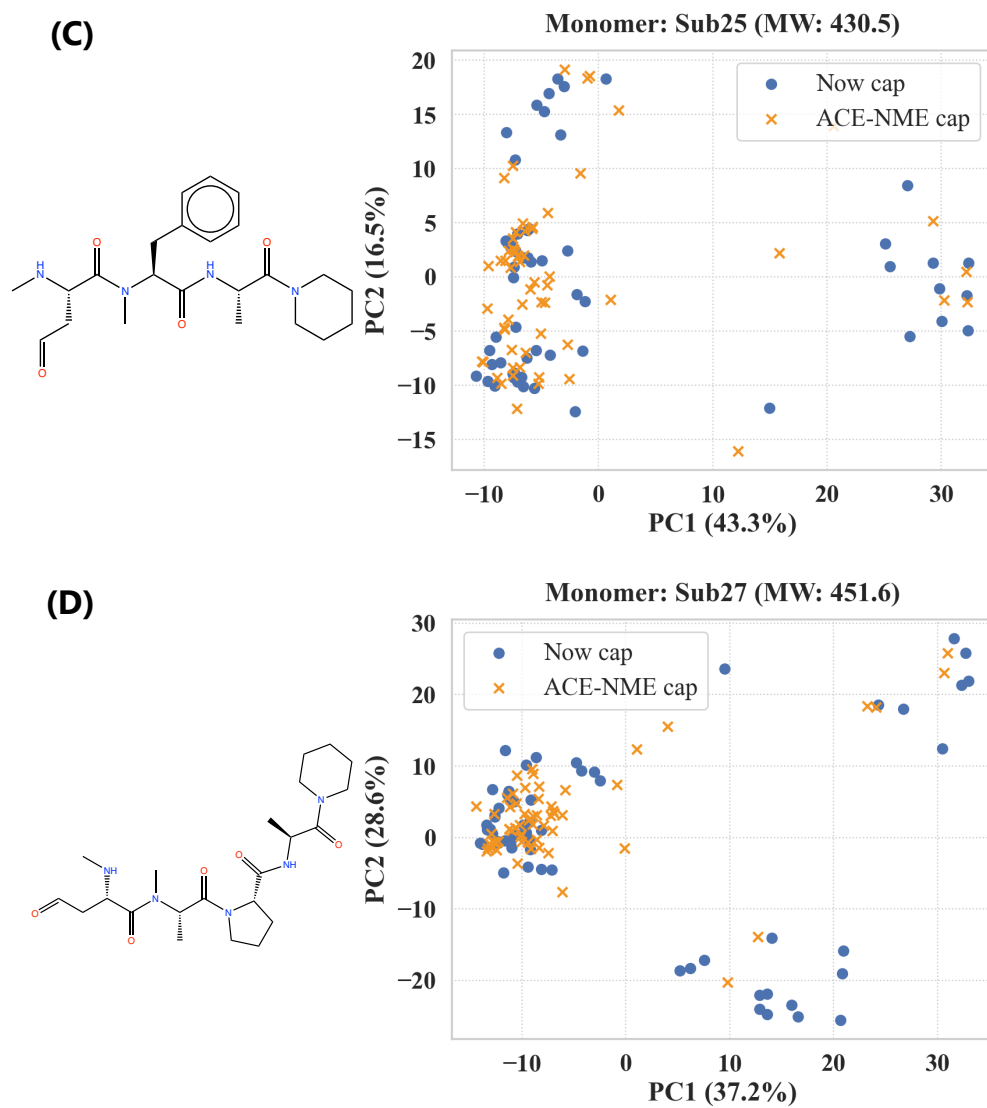 (C)
Monomer: Sub25 (MW: 430.5)
Now cap
ACE-NME cap
20
15
10
5
0
−5
−10
−15
PC2 (16.5%)
−10 0 10 20 30
PC1 (43.3%)
O
O
O
HN
N
NH
N
O
O
(D)
Monomer: Sub27 (MW: 451.6)
Now cap
ACE-NME cap
30
20
10
0
−10
−20
PC2 (28.6%)
−10 0 10 20 30
PC1 (37.2%)
N
O
O
NH
NH
N
O
N
O
O